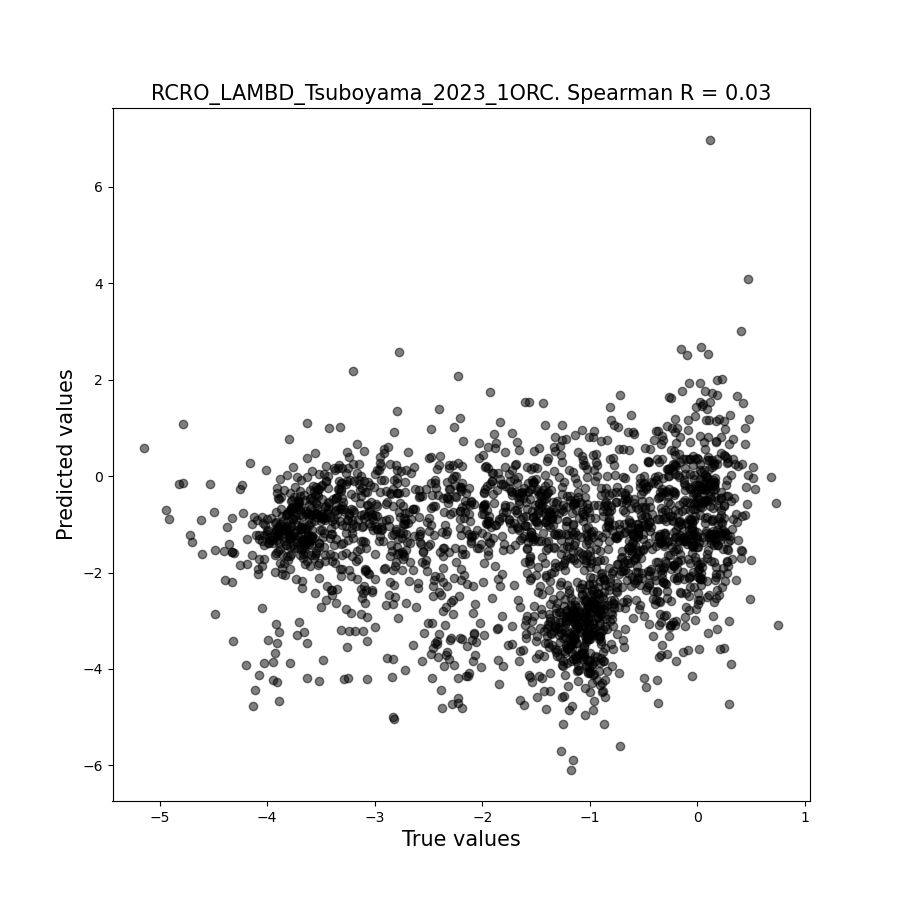 RCRO_LAMBD_Tsuboyama_2023_1ORC. Spearman R = 0.03
6
4
2
0
−2
−4
−6
Predicted values
−5 −4 −3 −2 −1 0 1
True values